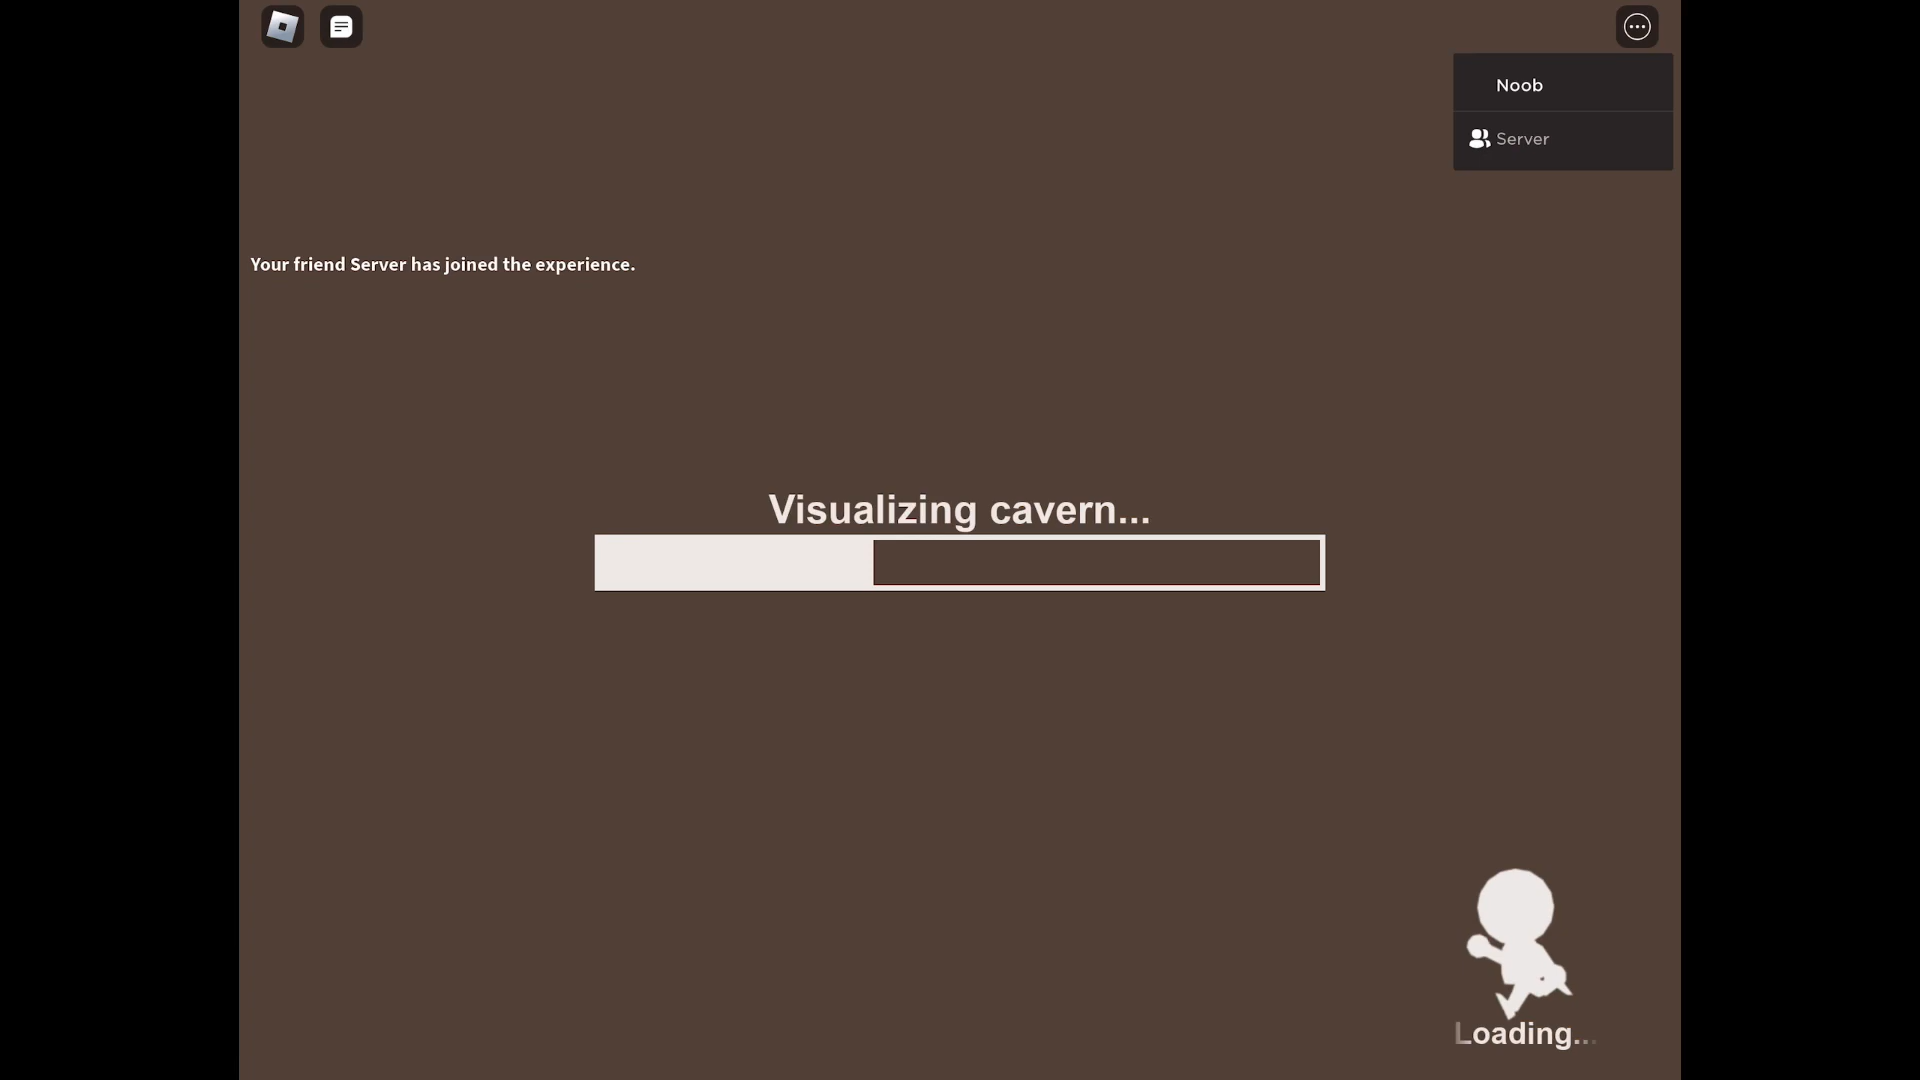 Noob
Server
Your friend Server has joined the experience.
Visualizing cavern...
Loading...